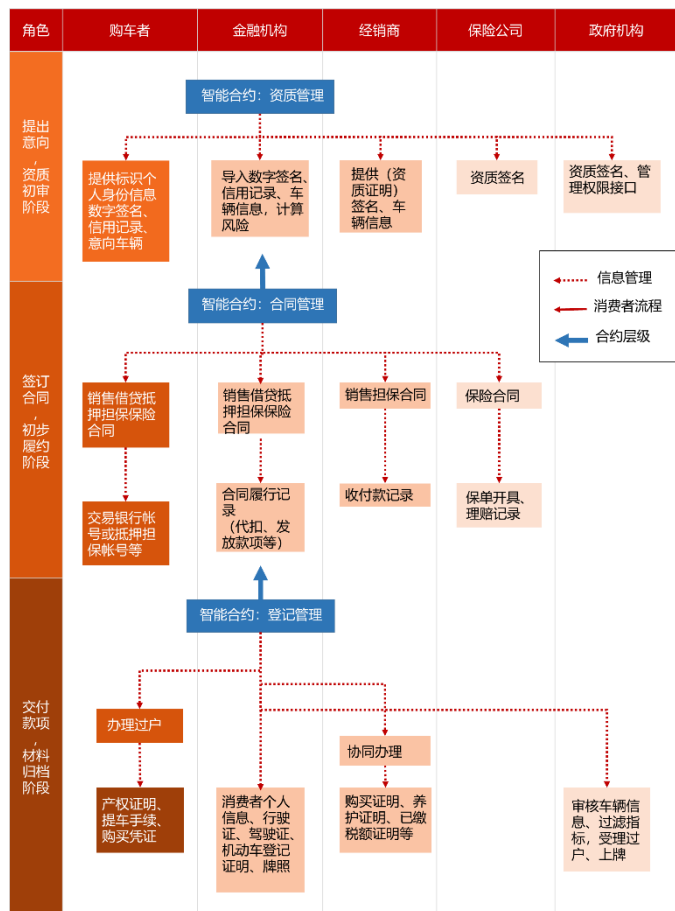 角色
购车者
金融机构
经销商
保险公司
政府机构
提出
意向
，
资质
初审
阶段
智能合约：资质管理
提供标识个
人身份信息
数字签名、
信用记录、
意向车辆
导入数字签名、
信用记录、车
辆信息，计算
风险
提供（资
质证明）
签名、车
辆信息
资质签名
资质签名、管
理权限接口
信息管理
消费者流程
合约层级
签订
合同
，
初步
履约
阶段
智能合约：合同管理
销售借贷抵
押担保保险
合同
销售借贷抵
押担保保险
合同
销售担保合同
保险合同
交易银行帐
号或抵押担
保帐号等
合同履行记录
（代扣、发
放款项等）
收付款记录
保单开具、
理赔记录
交付
款项
，
材料
归档
阶段
智能合约：登记管理
办理过户
协同办理
产权证明、
提车手续、
购买凭证
消费者个人
信息、行驶
证、驾驶证、
机动车登记
证明、牌照
购买证明、养
护证明、已缴
税额证明等
审核车辆信
息、过滤指
标，受理过
户、上牌